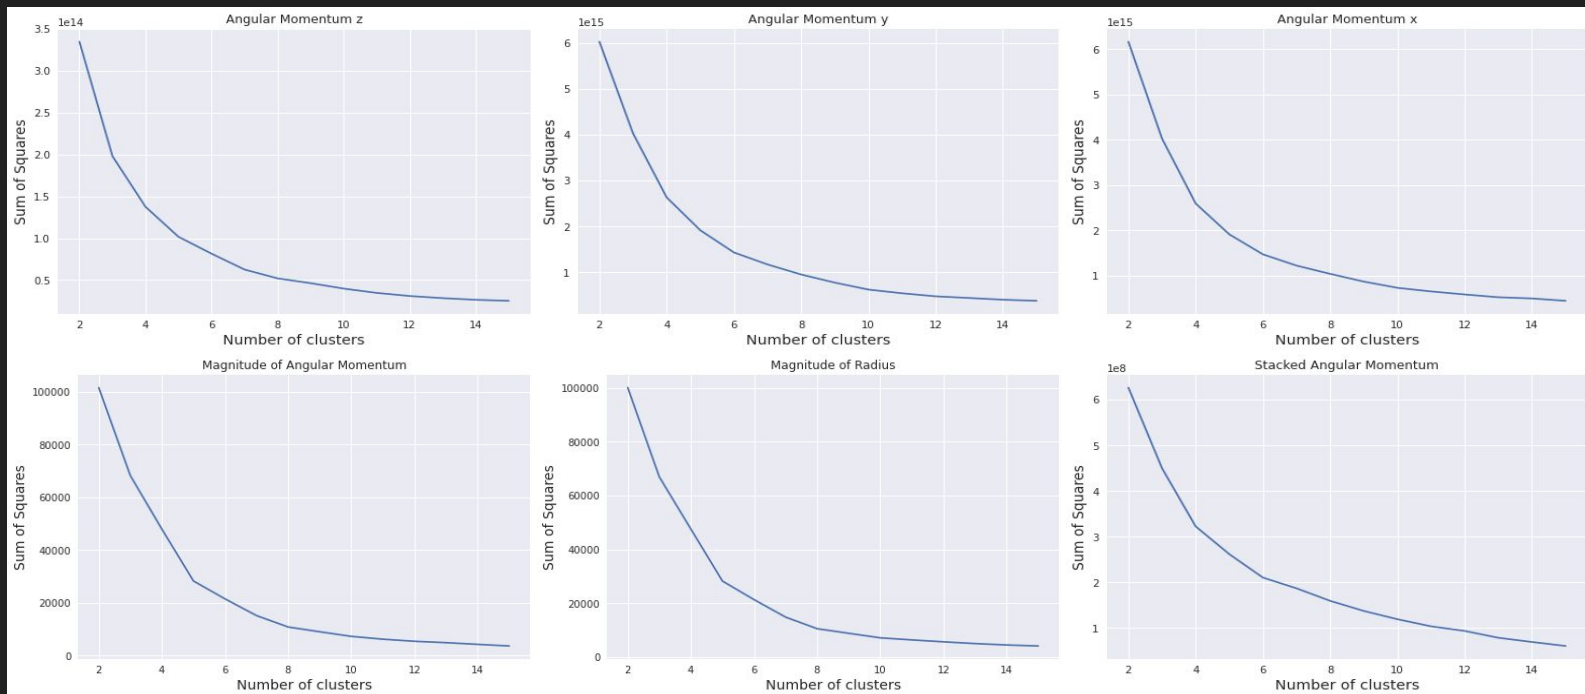 Angular Momentum z
1e14
3.5
3.0
2.5
2.0
1.5
1.0
0.5
Sum of Squares
2 4 6 8 10 12 14
Number of clusters
Angular Momentum y
1e15
6
5
4
3
2
1
Sum of Squares
2 4 6 8 10 12 14
Number of clusters
Angular Momentum x
1e15
6
5
4
3
2
1
Sum of Squares
2 4 6 8 10 12 14
Number of clusters
Magnitude of Angular Momentum
100000
80000
60000
40000
20000
0
Sum of Squares
2 4 6 8 10 12 14
Number of clusters
Magnitude of Radius
100000
80000
60000
40000
20000
0
Sum of Squares
2 4 6 8 10 12 14
Number of clusters
Stacked Angular Momentum
1e8
6
5
4
3
2
1
Sum of Squares
2 4 6 8 10 12 14
Number of clusters